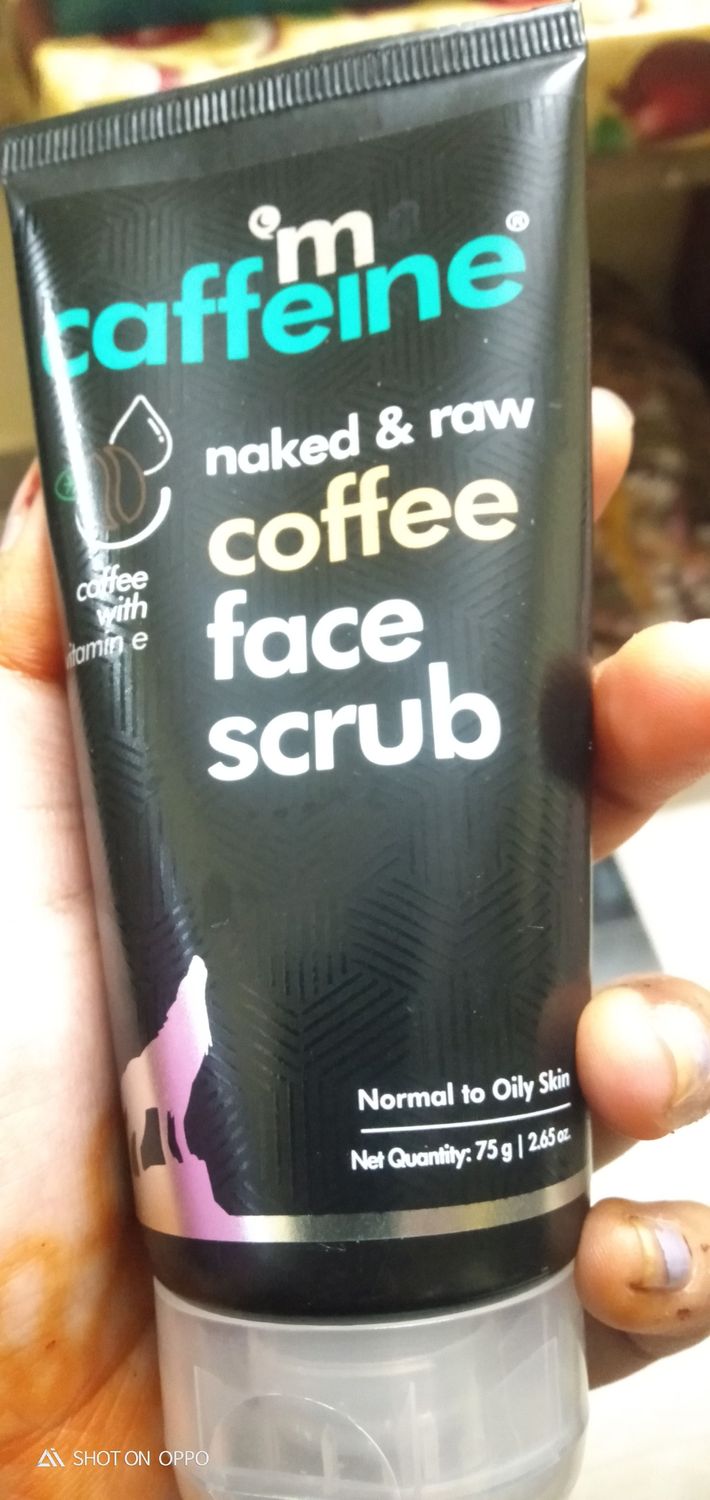 'm
caffeine®
naked & raw
coffee
face
scrub
coffee
with
vitamin e
Normal to Oily Skin
Net Quantity: 75 g | 2.65 oz.
SHOT ON OPPO